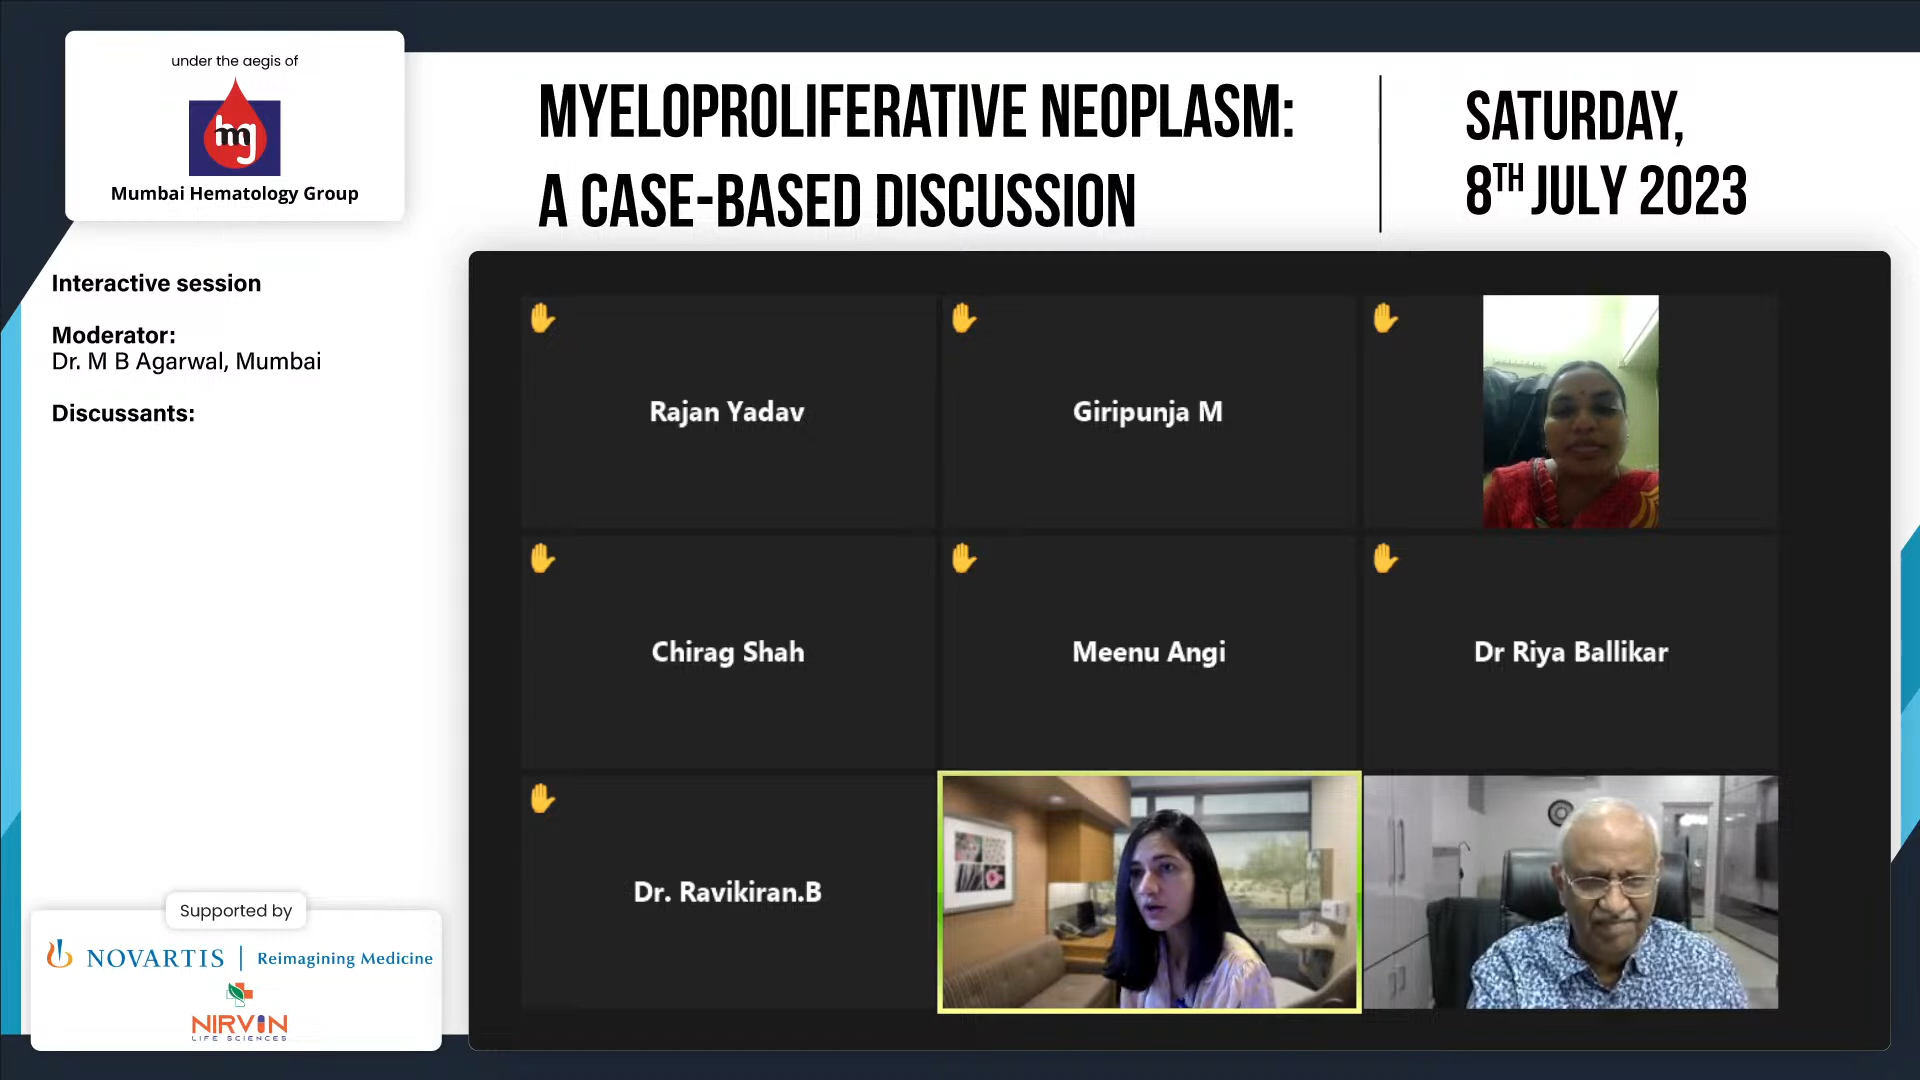 under the aegis of
mg
Mumbai Hematology Group
MYELOPROLIFERATIVE NEOPLASM:
A CASE-BASED DISCUSSION
SATURDAY,
8TH JULY 2023
Interactive session
Moderator:
Dr. M B Agarwal, Mumbai
Discussants:
Rajan Yadav
Giripunja M
Chirag Shah
Meenu Angi
Dr Riya Ballikar
Dr. Ravikiran.B
Supported by
NOVARTIS | Reimagining Medicine
NIRVIN
LIFE SCIENCES